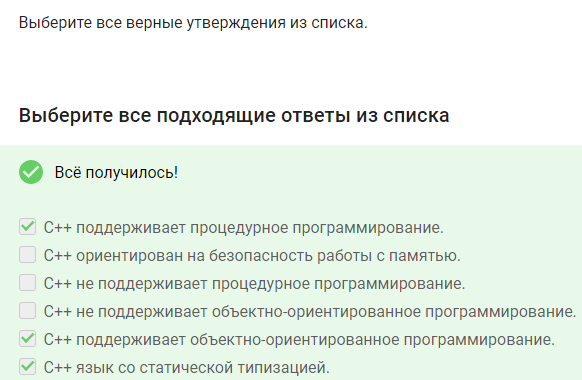 Выберите все верные утверждения из списка.
Выберите все подходящие ответы из списка
Всё получилось!
C++ поддерживает процедурное программирование.
C++ ориентирован на безопасность работы с памятью.
C++ не поддерживает процедурное программирование.
C++ не поддерживает объектно-ориентированное программирование.
C++ поддерживает объектно-ориентированное программирование.
C++ язык со статической типизацией.